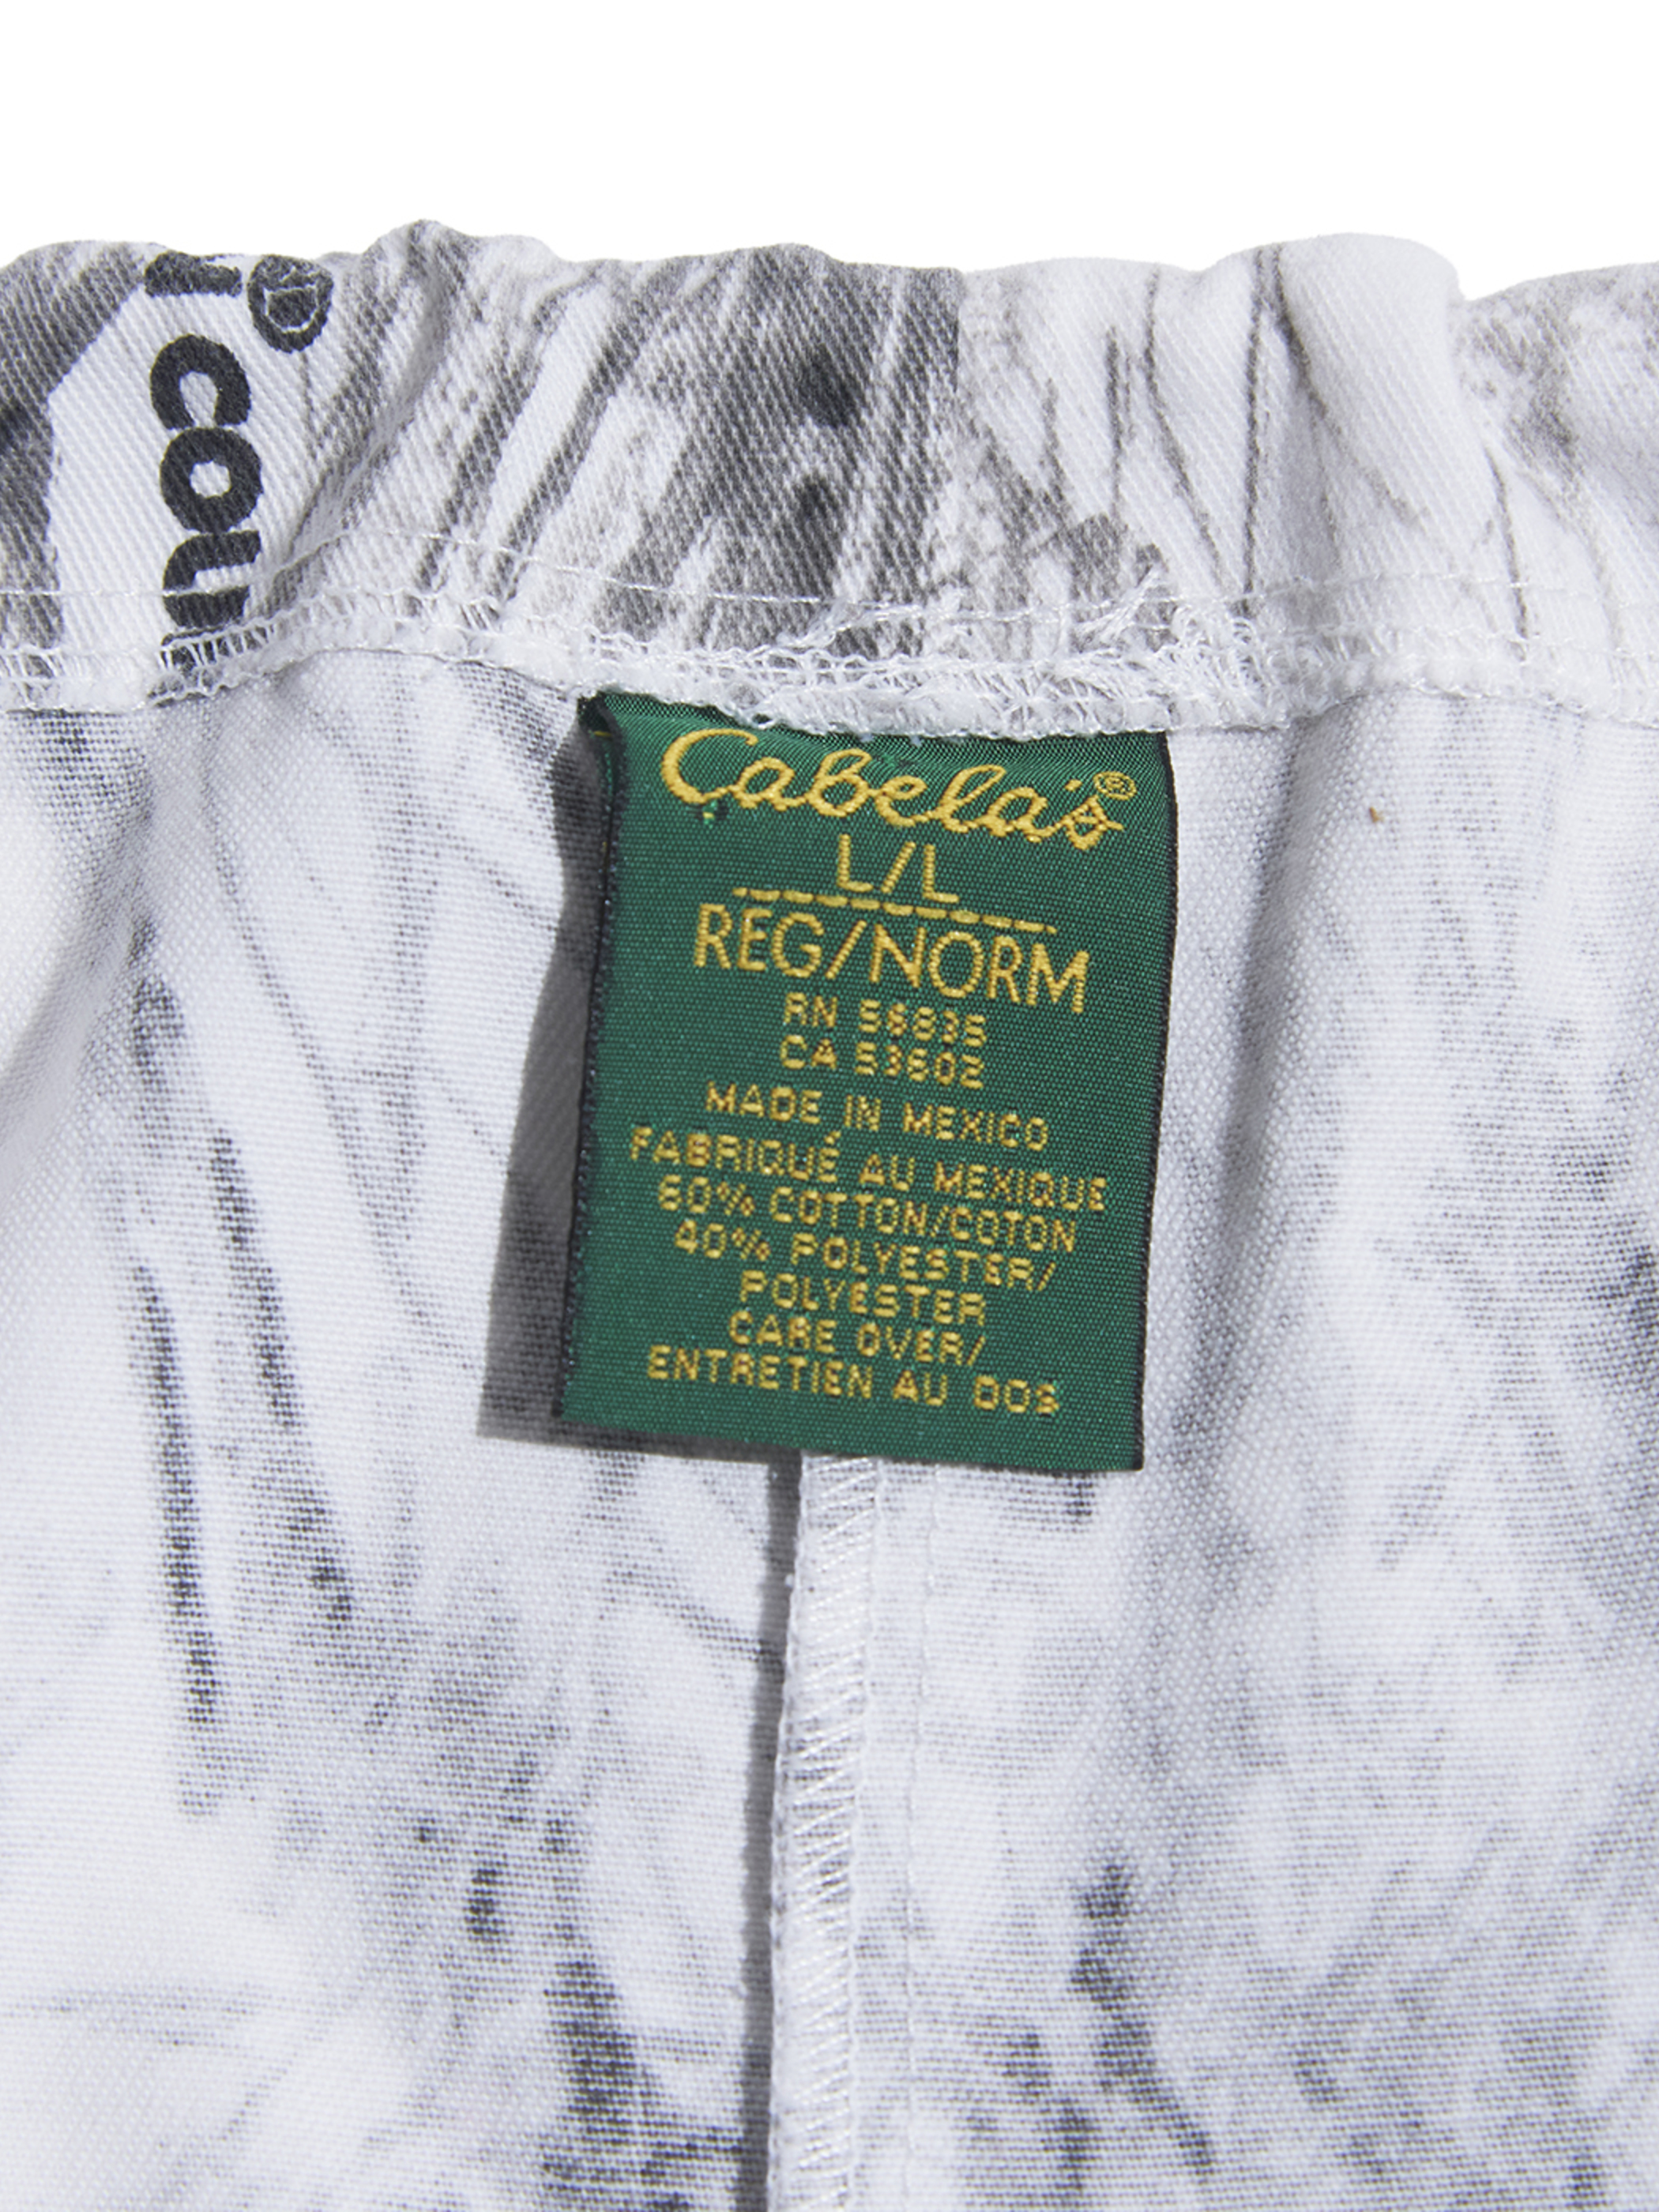 cou
Cabela's®
L/L
REG/NORM
RN 56835
CA 53602
MADE IN MEXICO
FABRIQUÉ AU MEXIQUE
60% COTTON/COTON
40% POLYESTER/
POLYESTER
CARE OVER/
ENTRETIEN AU DOS